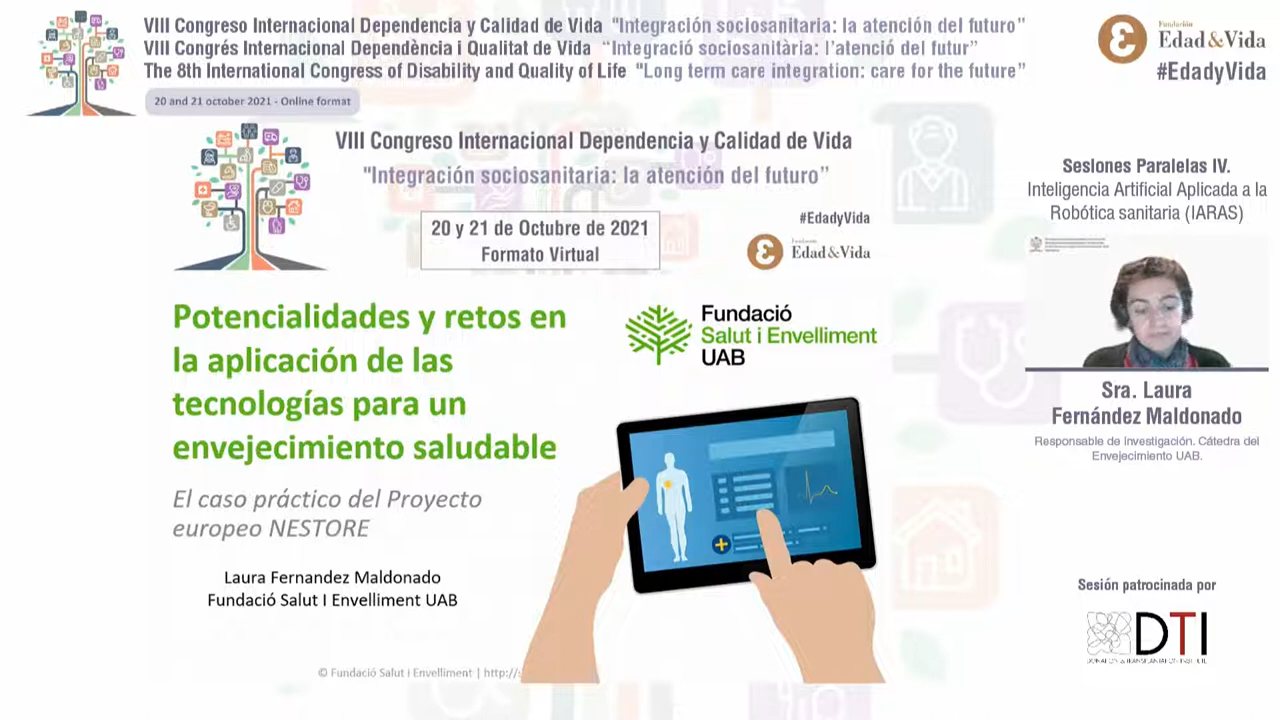 VIII Congreso Internacional Dependencia y Calidad de Vida "Integración sociosanitaria: la atención del futuro"
VIII Congrés Internacional Dependència i Qualitat de Vida "Integració sociosanitària: l'atenció del futur"
The 8th International Congress of Disability and Quality of Life "Long term care integration: care for the future"
20 and 21 october 2021 - Online format
Fundación
Edad&Vida
#EdadyVida
VIII Congreso Internacional Dependencia y Calidad de Vida
"Integración sociosanitaria: la atención del futuro"
20 y 21 de Octubre de 2021
Formato Virtual
#EdadyVida
Edad&Vida
Potencialidades y retos en
la aplicación de las
tecnologías para un
envejecimiento saludable
El caso práctico del Proyecto
europeo NESTORE
Laura Fernandez Maldonado
Fundació Salut I Envelliment UAB
© Fundació Salut i Envelliment | http://:
Fundació
Salut i Envelliment
UAB
Sesiones Paralelas IV.
Inteligencia Artificial Aplicada a la
Robótica sanitaria (IARAS)
Sra. Laura
Fernández Maldonado
Responsable de investigación. Cátedra del
Envejecimiento UAB.
Sesión patrocinada por
DTI
DONATION & TRANSPLANTATION INSTITUTE